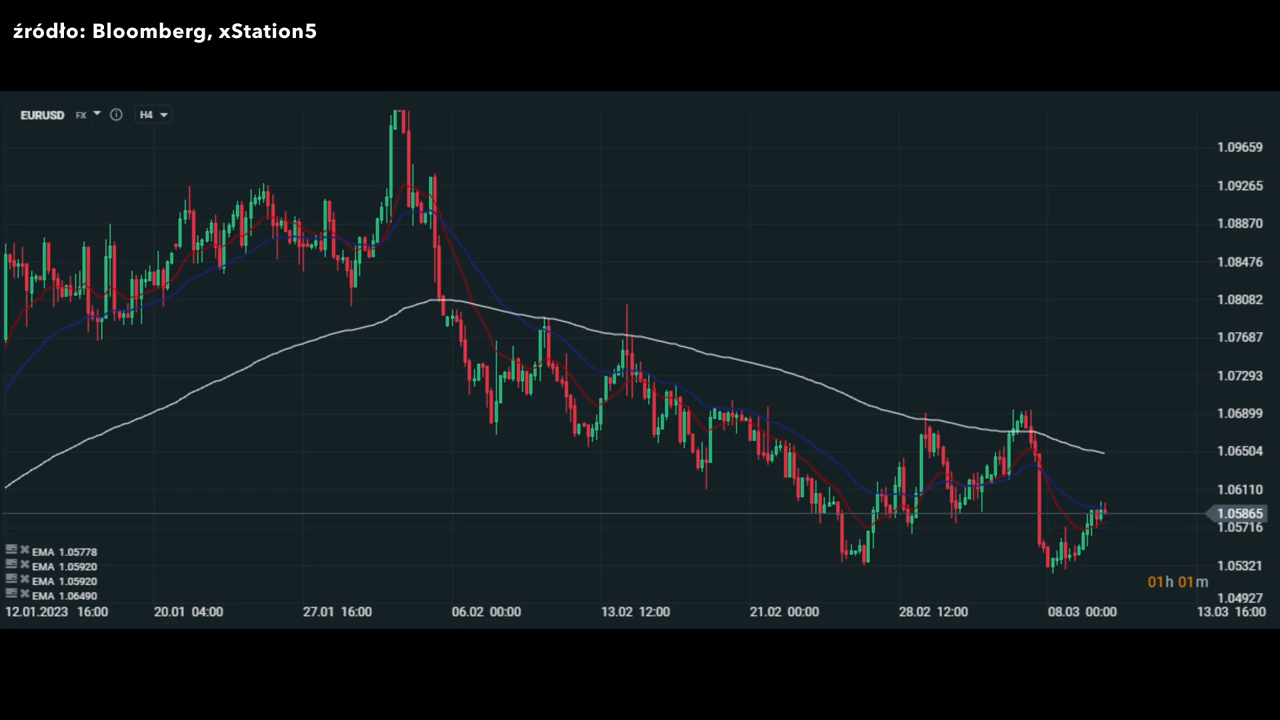 źródło: Bloomberg, xStation5
EURUSD FX H4
1.09659
1.09265
1.08870
1.08476
1.08082
1.07687
1.07293
1.06899
1.06504
1.06110
1.05865
1.05716
1.05321
1.04927
EMA 1.05778
EMA 1.05920
EMA 1.05920
EMA 1.06490
01h 01m
12.01.2023 16:00 20.01 04:00 27.01 16:00 06.02 00:00 13.02 12:00 21.02 00:00 28.02 12:00 08.03 00:00 13.03 16:00